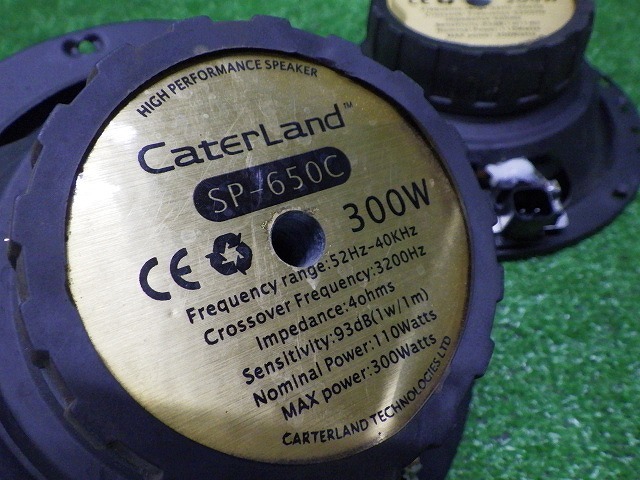 HIGH PERFORMANCE SPEAKER
CaterLand™
SP-650C
300W
CE
Frequency range:52Hz-40KHz
Crossover Frequency:3200Hz
Impedance:4ohms
Sensitivity:93dB(1w/1m)
Nominal Power:110Watts
MAX power:300Watts
CARTERLAND TECHNOLOGIES LTD
CE